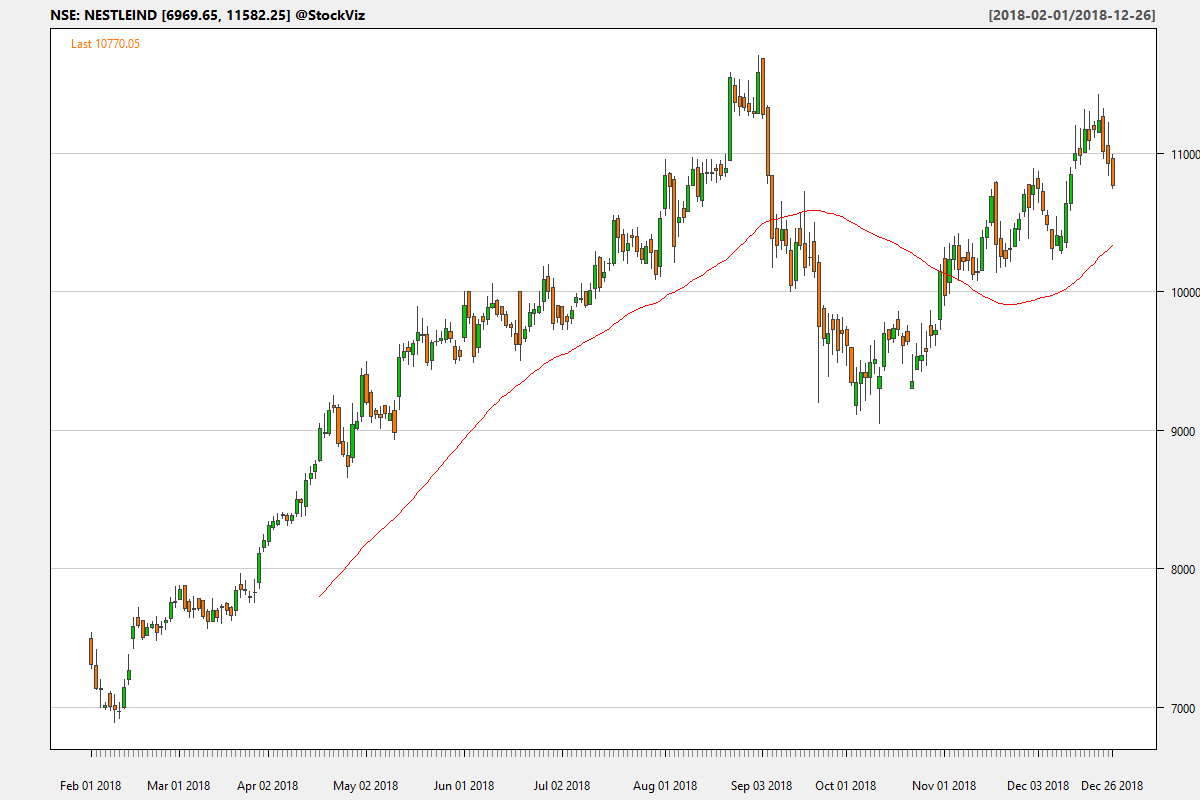 NSE: NESTLEIND [6969.65, 11582.25] @StockViz [2018-02-01/2018-12-26]
Last 10770.05
11000
10000
9000
8000
7000
Feb 01 2018 Mar 01 2018 Apr 02 2018 May 02 2018 Jun 01 2018 Jul 02 2018 Aug 01 2018 Sep 03 2018 Oct 01 2018 Nov 01 2018 Dec 03 2018 Dec 26 2018